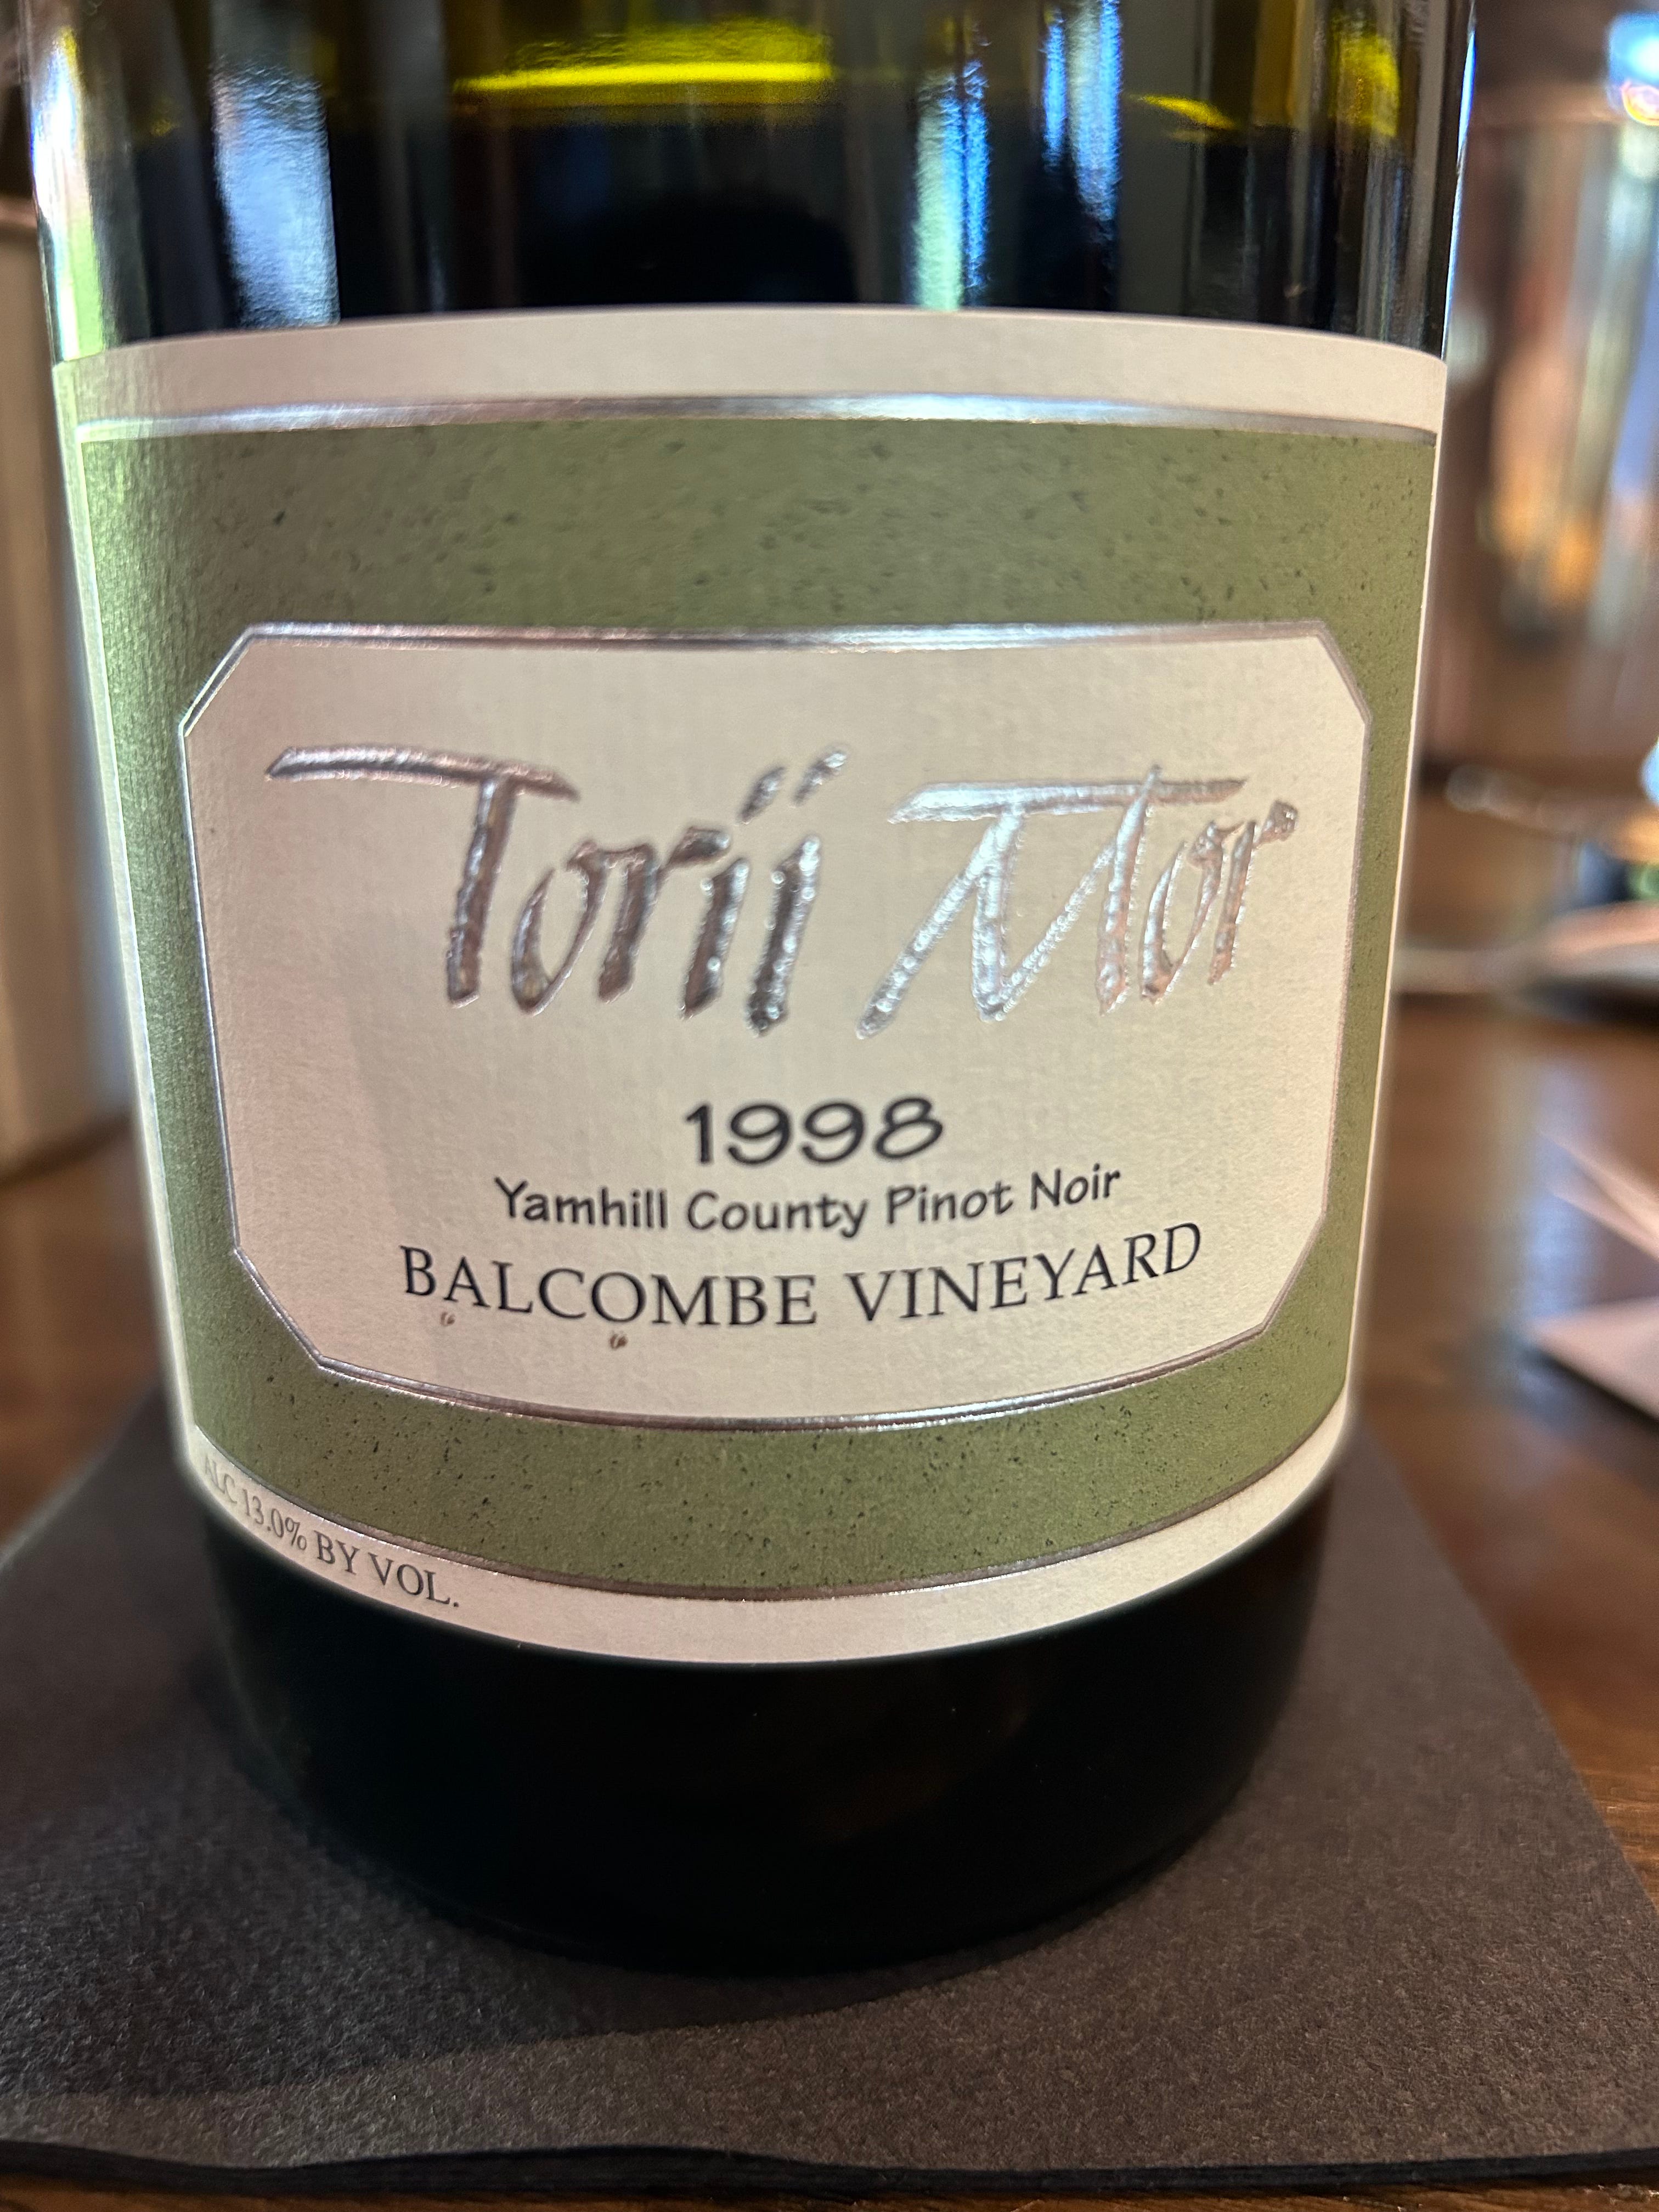 Torii Mor
1998
Yamhill County Pinot Noir
BALCOMBE VINEYARD
ALC 13.0% BY VOL.